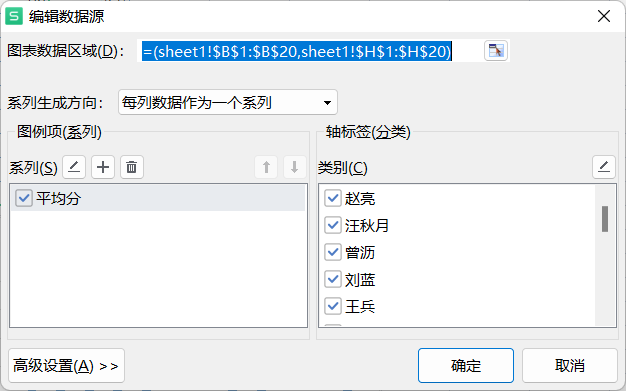 S 编辑数据源
图表数据区域(D): =(sheet1!$B$1:$B$20,sheet1!$H$1:$H$20)
系列生成方向: 每列数据作为一个系列
图例项(系列)
系列(S)
平均分
轴标签(分类)
类别(C)
赵亮
汪秋月
曾沥
刘蓝
王兵
高级设置(A) >>
确定
取消